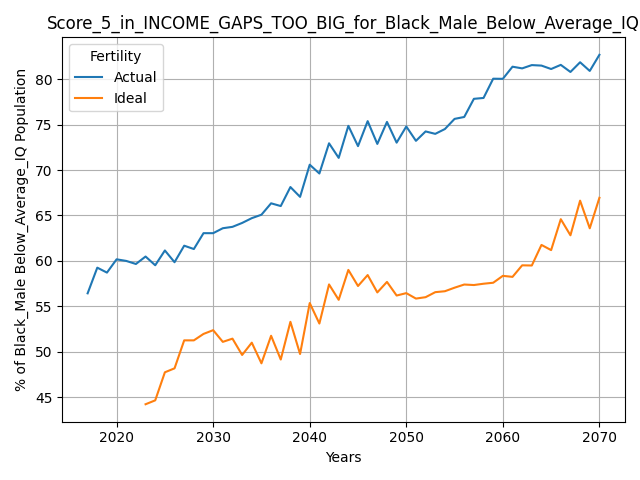 Score_5_in_INCOME_GAPS_TOO_BIG_for_Black_Male_Below_Average_IQ
Fertility
Actual
Ideal
% of Black_Male Below_Average_IQ Population
80
75
70
65
60
55
50
45
2020
2030
2040
2050
2060
2070
Years